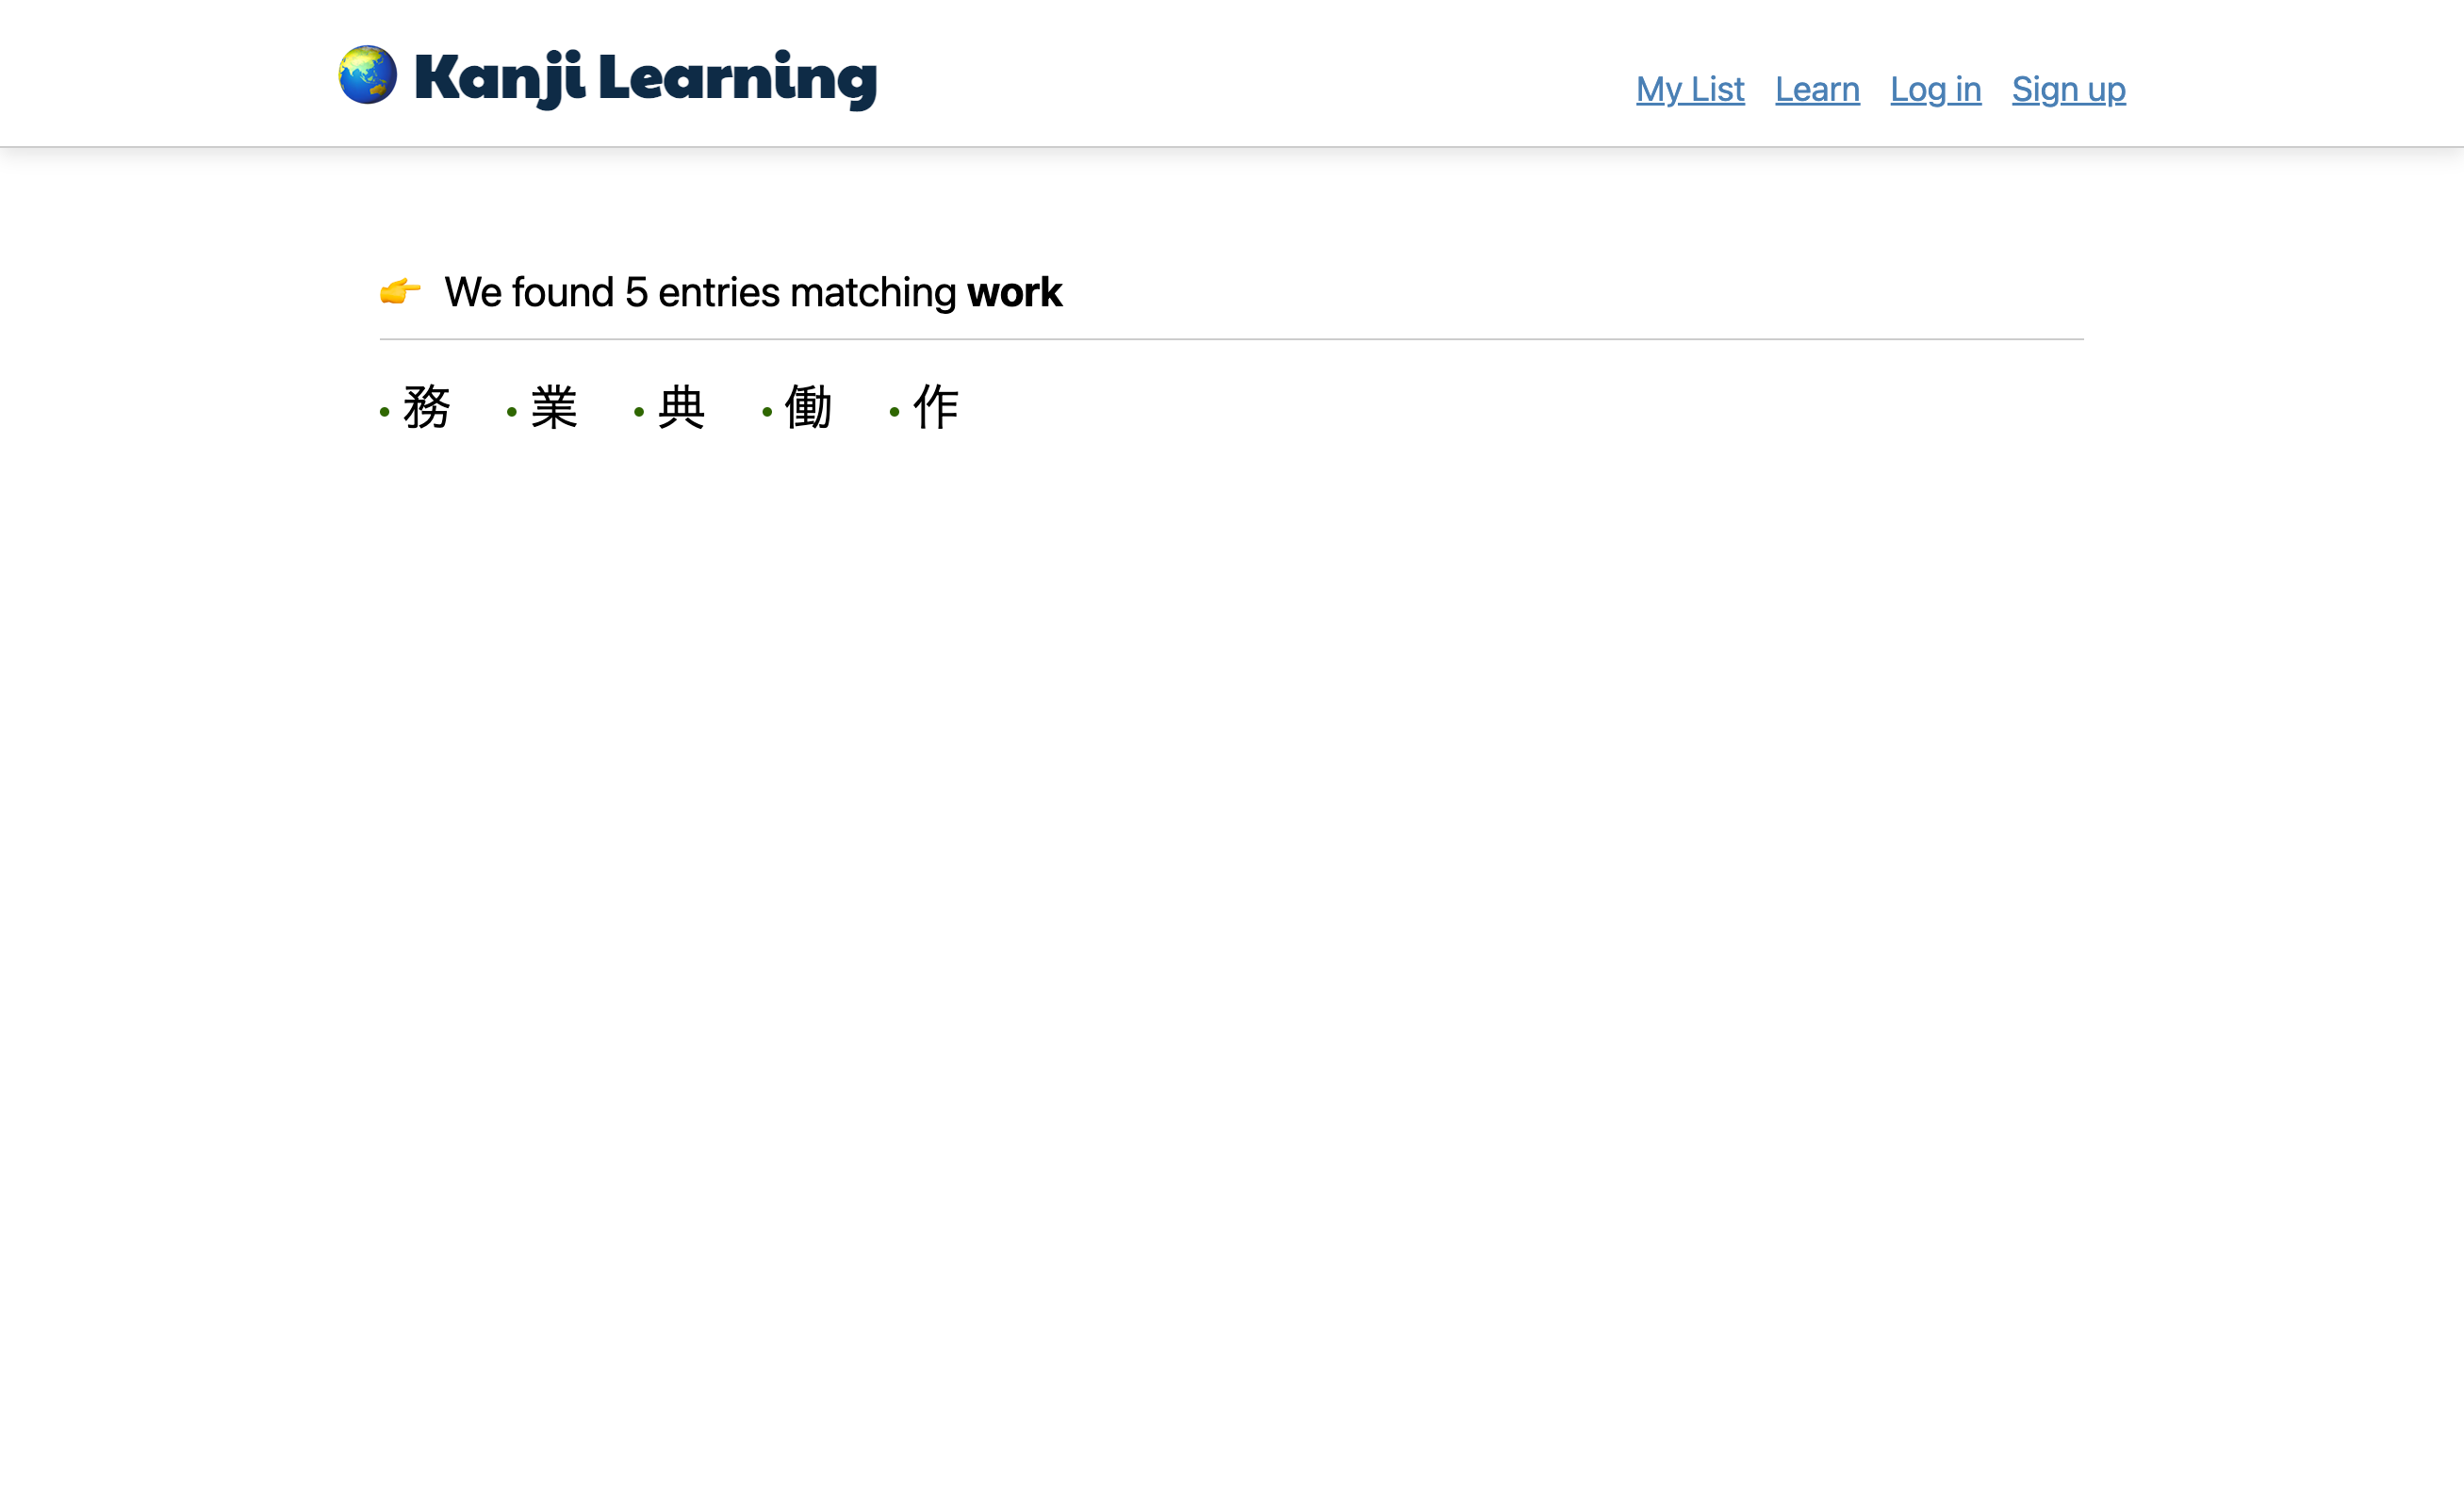 🌏 Kanji Learning
My List Learn Log in Sign up
👉 We found 5 entries matching work
• 務 • 業 • 典 • 働 • 作